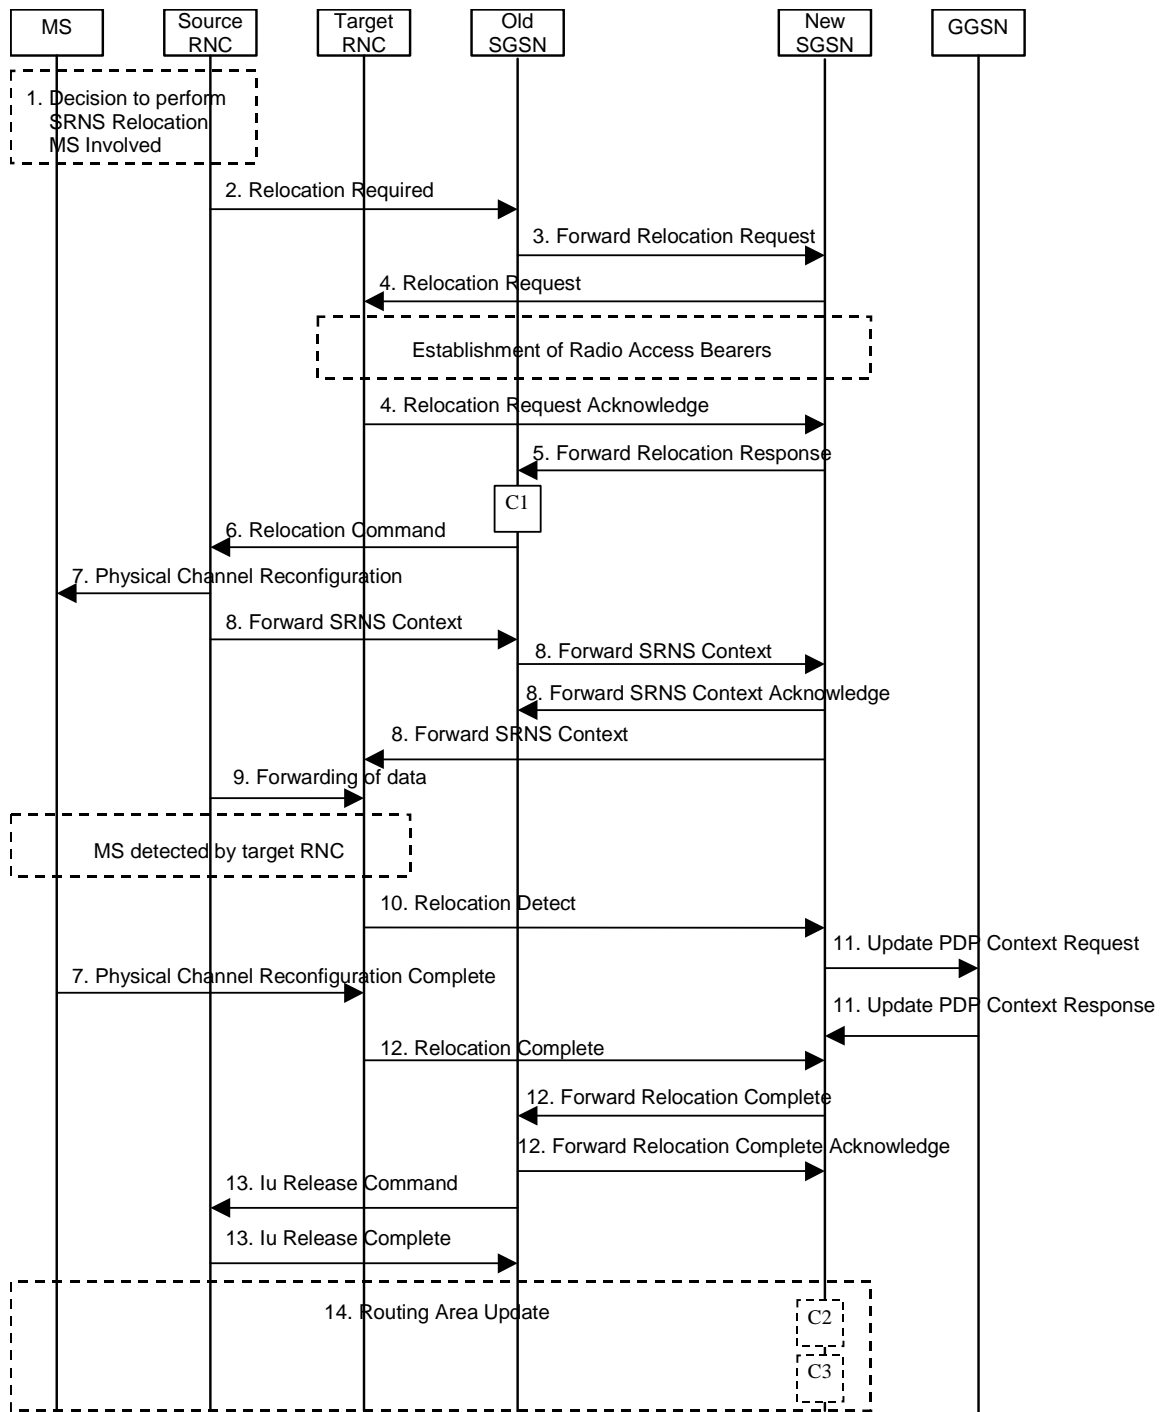 MS
Source
RNC
Target
RNC
Old
SGSN
New
SGSN
GGSN
1. Decision to perform
SRNS Relocation
MS Involved
2. Relocation Required
3. Forward Relocation Request
4. Relocation Request
Establishment of Radio Access Bearers
4. Relocation Request Acknowledge
5. Forward Relocation Response
C1
6. Relocation Command
7. Physical Channel Reconfiguration
8. Forward SRNS Context
8. Forward SRNS Context
8. Forward SRNS Context Acknowledge
8. Forward SRNS Context
9. Forwarding of data
MS detected by target RNC
10. Relocation Detect
11. Update PDP Context Request
7. Physical Channel Reconfiguration Complete
11. Update PDP Context Response
12. Relocation Complete
12. Forward Relocation Complete
12. Forward Relocation Complete Acknowledge
13. Iu Release Command
13. Iu Release Complete
14. Routing Area Update
C2
C3